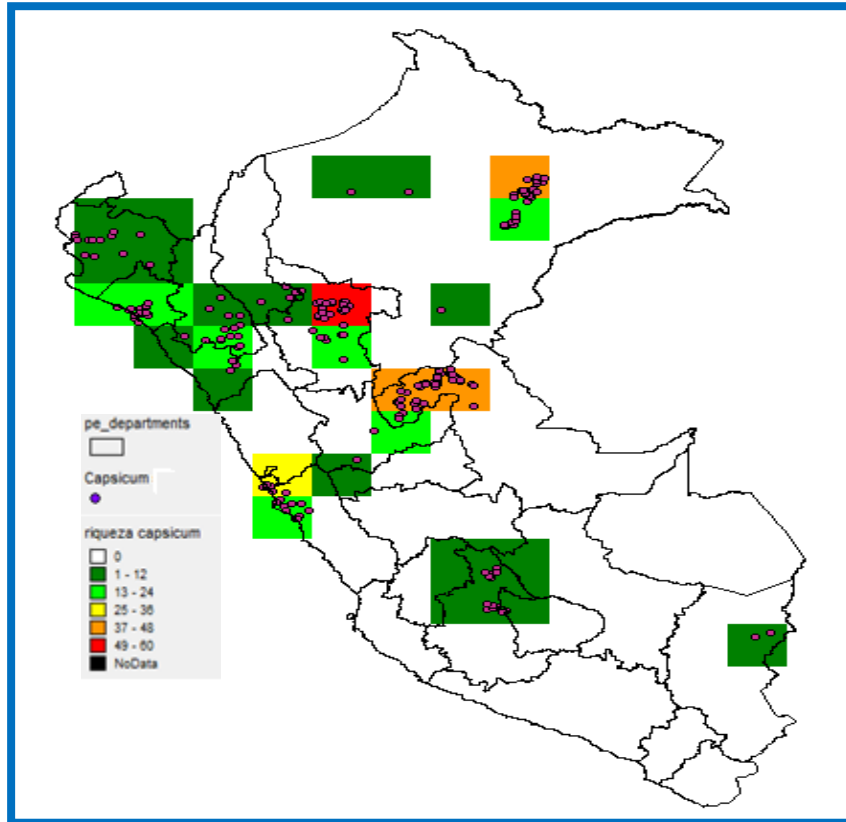 pe_departments
Capsicum
riqueza capsicum
0
1 - 12
13 - 24
25 - 36
37 - 48
49 - 60
NoData